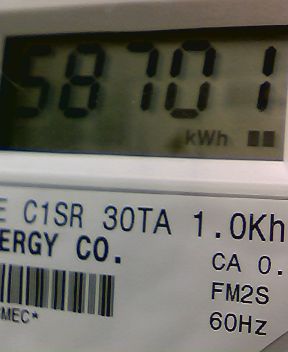 58701
kWh
E C1SR 30TA 1.0Kh
ERGY CO.
CA 0.
FM2S
MEC*
60Hz